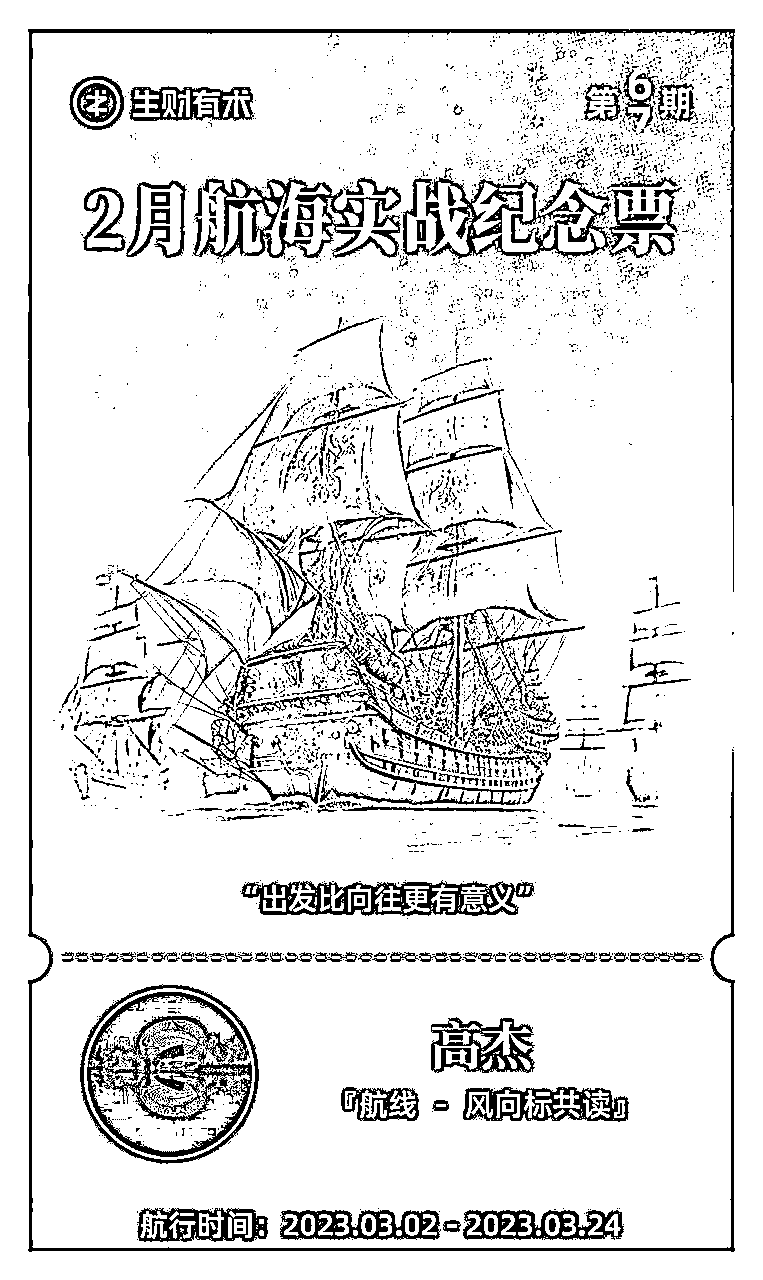 生财有术
第67期
2月航海实战纪念票
“出发比向往更有意义”
高杰
『航线 - 风向标共读』
航行时间：2023.03.02 - 2023.03.24